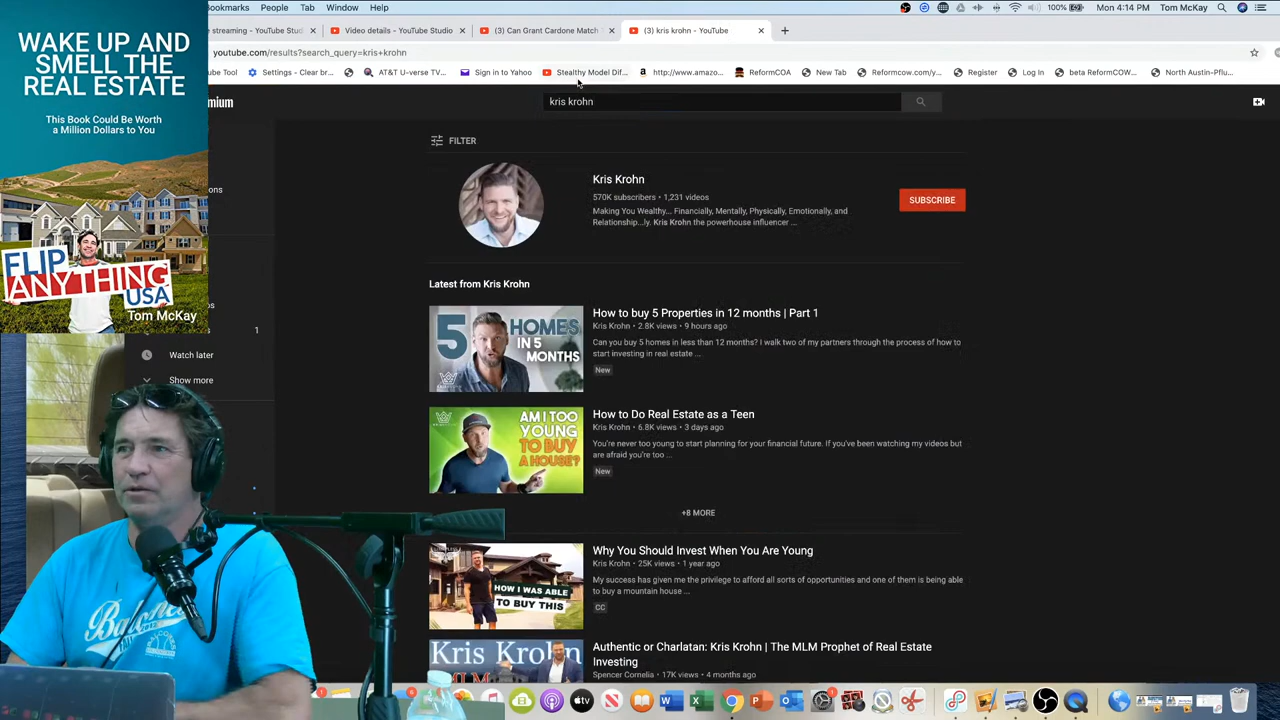 Bookmarks People Tab Window Help
100%
Mon 4:14 PM Tom McKay
streaming - YouTube Studio
Video details - YouTube Studio
(3) Can Grant Cardone Match
(3) kris krohn - YouTube
youtube.com/results?search_query=kris+krohn
Tool
Settings - Clear br...
AT&T U-verse TV...
Sign in to Yahoo
Stealthy Model Dif...
http://www.amazo...
ReformCOA
New Tab
Reformcow.com/y...
Register
Log In
beta ReformCOW...
North Austin-Pflu...
WAKE UP AND
SMELL THE
REAL ESTATE
This Book Could Be Worth
a Million Dollars to You
FLIP
ANYTHING
USA
Tom McKay
mium
kris krohn
ons
os
1
Watch later
Show more
FILTER
Kris Krohn
570K subscribers • 1,231 videos
Making You Wealthy... Financially, Mentally, Physically, Emotionally, and
Relationship...ly. Kris Krohn the powerhouse influencer ...
SUBSCRIBE
Latest from Kris Krohn
5 HOMES
IN 5
MONTHS
How to buy 5 Properties in 12 months | Part 1
Kris Krohn • 2.8K views • 9 hours ago
Can you buy 5 homes in less than 12 months? I walk two of my partners through the process of how to
start investing in real estate ...
New
AM I TOO
YOUNG
TO BUY
A HOUSE?
How to Do Real Estate as a Teen
Kris Krohn • 6.8K views • 3 days ago
You're never too young to start planning for your financial future. If you've been watching my videos but
are afraid you're too ...
New
+8 MORE
HOW I WAS ABLE
TO BUY THIS
Why You Should Invest When You Are Young
Kris Krohn • 25K views • 1 year ago
My success has given me the privilege to afford all sorts of opportunities and one of them is being able
to buy a mountain house ...
CC
Kris Krohn
MLM
Authentic or Charlatan: Kris Krohn | The MLM Prophet of Real Estate
Investing
Spencer Cornelia • 17K views • 4 months ago